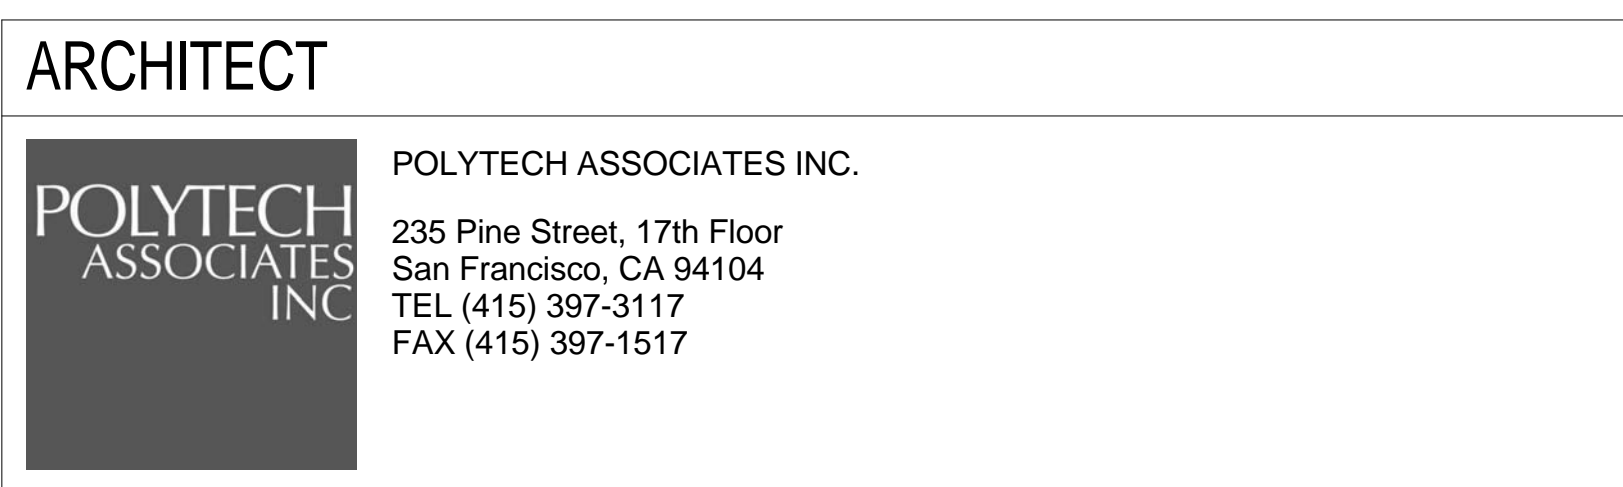 ARCHITECT
POLYTECH
ASSOCIATES
INC
POLYTECH ASSOCIATES INC.
235 Pine Street, 17th Floor
San Francisco, CA 94104
TEL (415) 397-3117
FAX (415) 397-1517